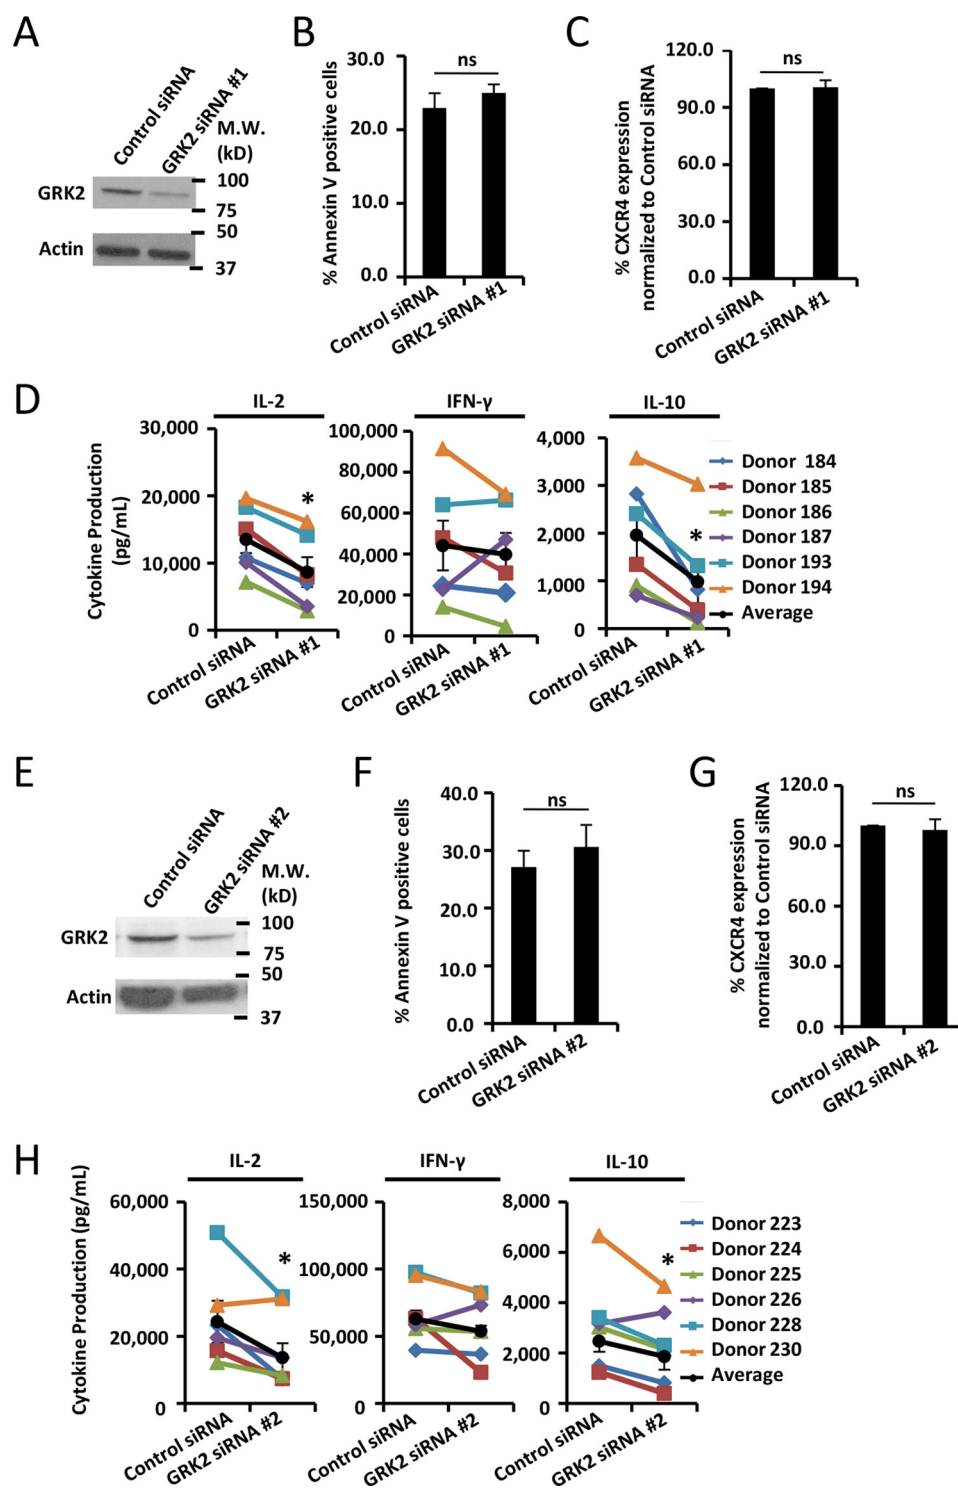 A
Control siRNA
GRK2 siRNA #1
M.W.
(kD)
GRK2
100
75
Actin
50
37
B
% Annexin V positive cells
30.0
20.0
10.0
0.0
ns
Control siRNA
GRK2 siRNA #1
C
% CXCR4 expression
normalized to Control siRNA
120.0
90.0
60.0
30.0
0.0
ns
Control siRNA
GRK2 siRNA #1
D
Cytokine Production
(pg/mL)
IL-2
30,000
20,000
10,000
0
*
Control siRNA
GRK2 siRNA #1
IFN-γ
100,000
80,000
60,000
40,000
20,000
0
Control siRNA
GRK2 siRNA #1
IL-10
4,000
3,000
2,000
1,000
0
*
Control siRNA
GRK2 siRNA #1
Donor 184
Donor 185
Donor 186
Donor 187
Donor 193
Donor 194
Average
E
Control siRNA
GRK2 siRNA #2
M.W.
(kD)
GRK2
100
75
Actin
50
37
F
% Annexin V positive cells
40.0
30.0
20.0
10.0
0.0
ns
Control siRNA
GRK2 siRNA #2
G
% CXCR4 expression
normalized to Control siRNA
120.0
90.0
60.0
30.0
0.0
ns
Control siRNA
GRK2 siRNA #2
H
Cytokine Production (pg/mL)
IL-2
60,000
40,000
20,000
0
*
Control siRNA
GRK2 siRNA #2
IFN-γ
150,000
100,000
50,000
0
Control siRNA
GRK2 siRNA #2
IL-10
8,000
6,000
4,000
2,000
0
*
Control siRNA
GRK2 siRNA #2
Donor 223
Donor 224
Donor 225
Donor 226
Donor 228
Donor 230
Average